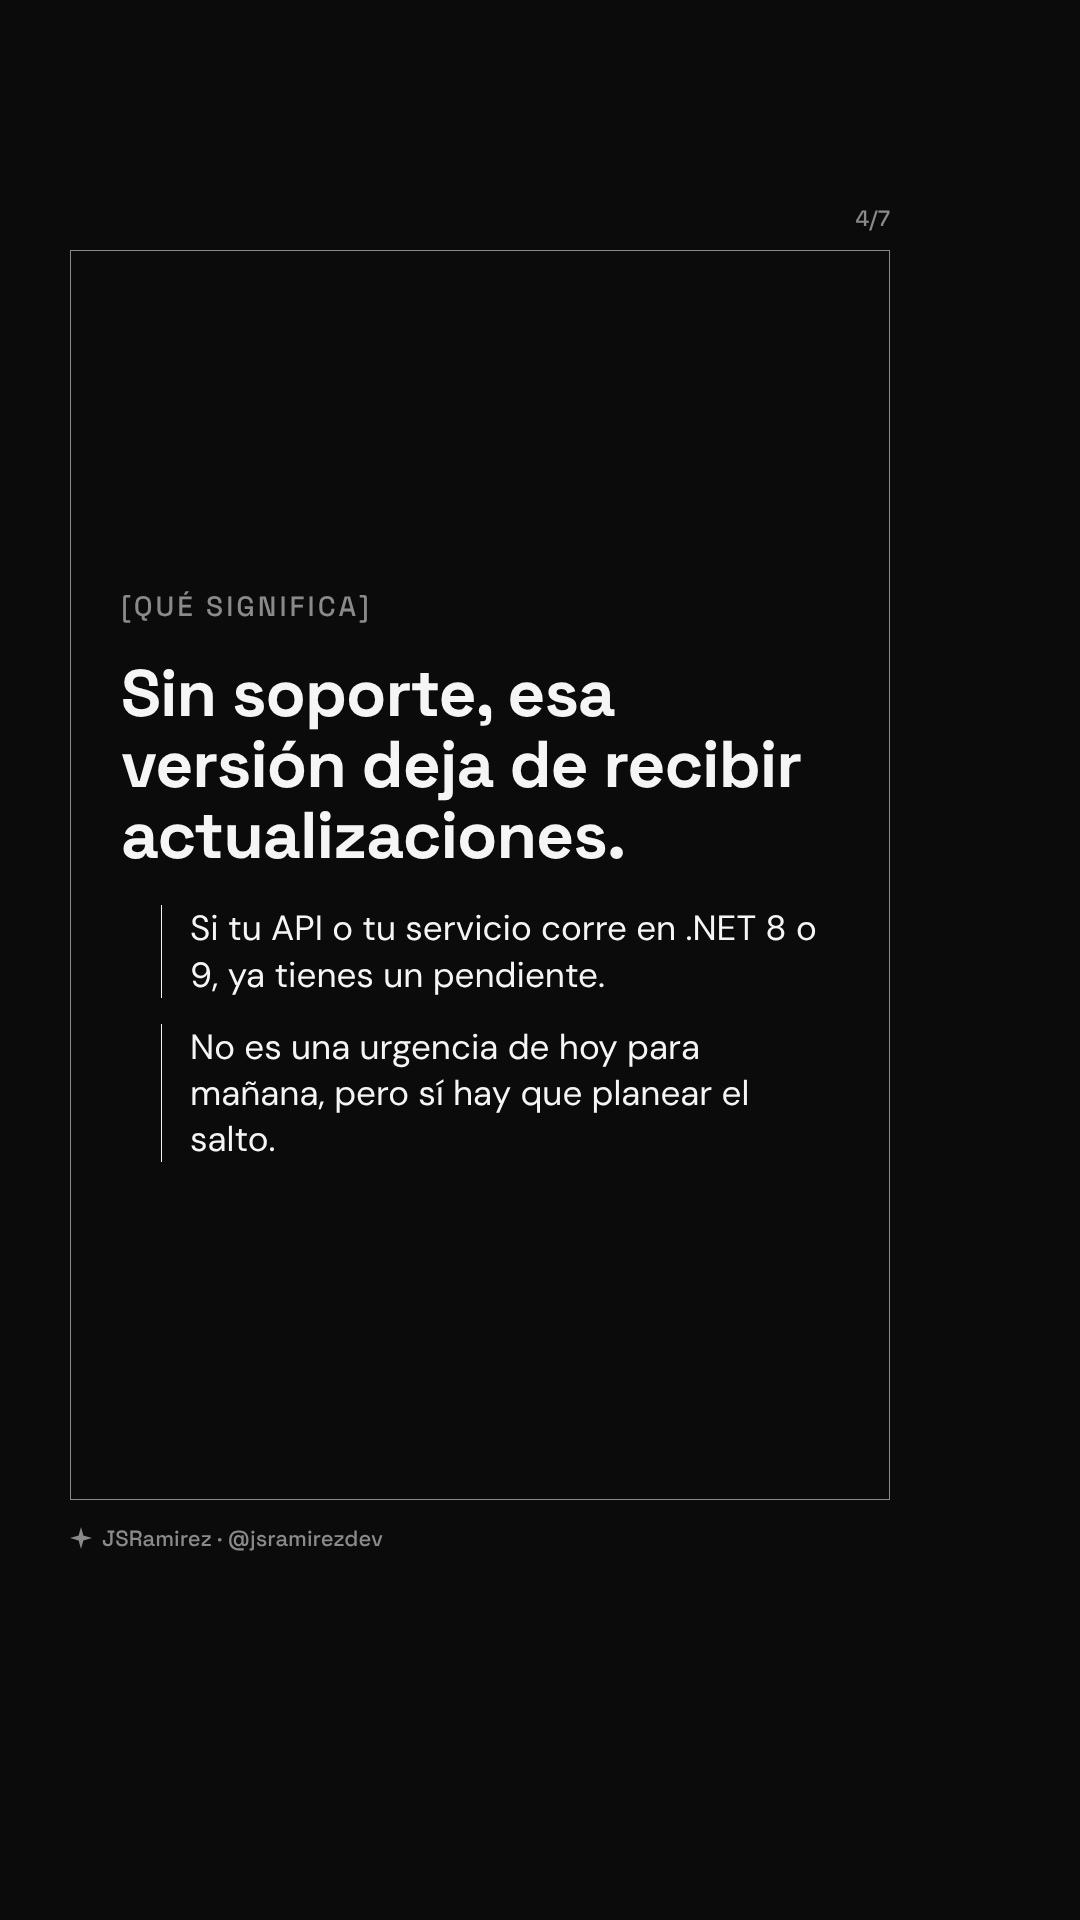 4/7
[QUÉ SIGNIFICA]
Sin soporte, esa
versión deja de recibir
actualizaciones.
Si tu API o tu servicio corre en .NET 8 o
9, ya tienes un pendiente.
No es una urgencia de hoy para
mañana, pero sí hay que planear el
salto.
JSRamirez · @jsramirezdev